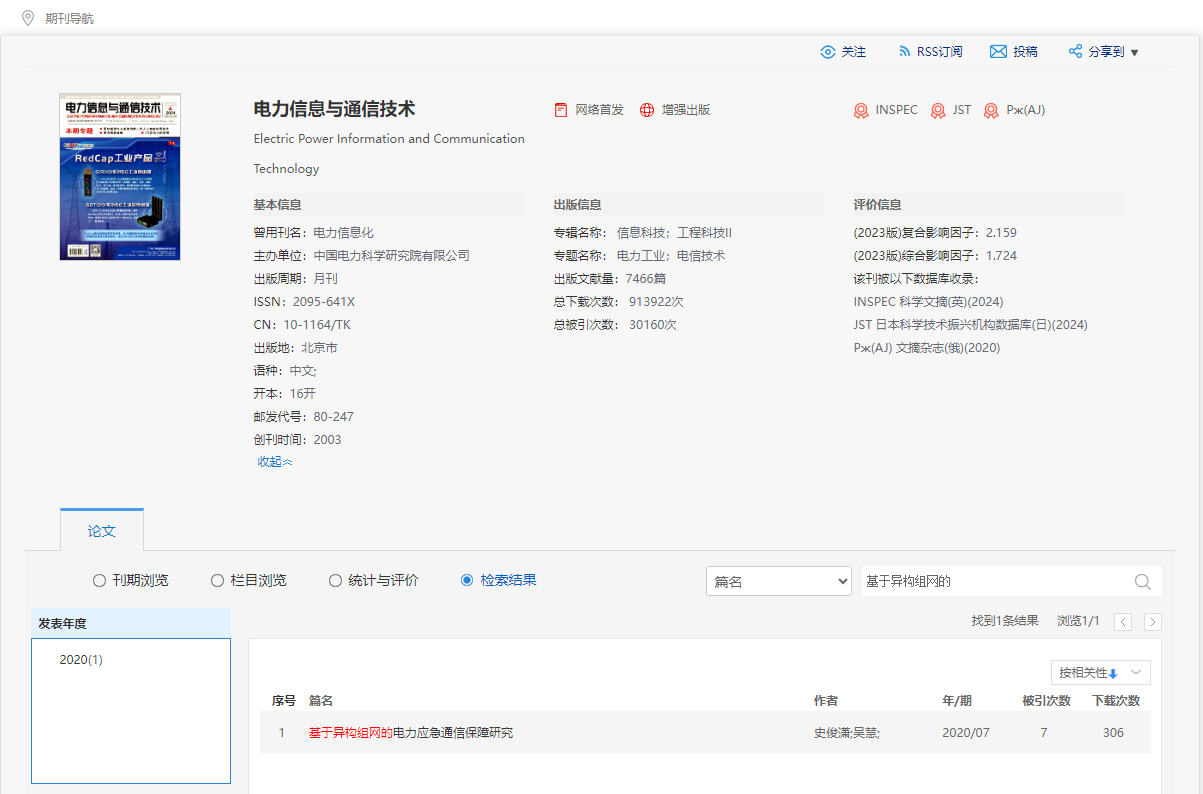 期刊导航
关注 RSS订阅 投稿 分享到
电力信息与通信技术
本期专题
RedCap工业产品
电力信息与通信技术 网络首发 增强出版 INSPEC JST Pж(AJ)
Electric Power Information and Communication
Technology
基本信息
曾用刊名：电力信息化
主办单位：中国电力科学研究院有限公司
出版周期：月刊
ISSN：2095-641X
CN：10-1164/TK
出版地：北京市
语种：中文;
开本：16开
邮发代号：80-247
创刊时间：2003
收起
出版信息
专辑名称：信息科技；工程科技II
专题名称：电力工业；电信技术
出版文献量：7466篇
总下载次数：913922次
总被引次数：30160次
评价信息
(2023版)复合影响因子：2.159
(2023版)综合影响因子：1.724
该刊被以下数据库收录：
INSPEC 科学文摘(英)(2024)
JST 日本科学技术振兴机构数据库(日)(2024)
Pж(AJ) 文摘杂志(俄)(2020)
论文
刊期浏览 栏目浏览 统计与评价 检索结果 篇名 基于异构组网的
发表年度
2020(1)
找到1条结果 浏览1/1
按相关性
序号 篇名 作者 年/期 被引次数 下载次数
1 基于异构组网的电力应急通信保障研究 史俊潇;吴慧; 2020/07 7 306